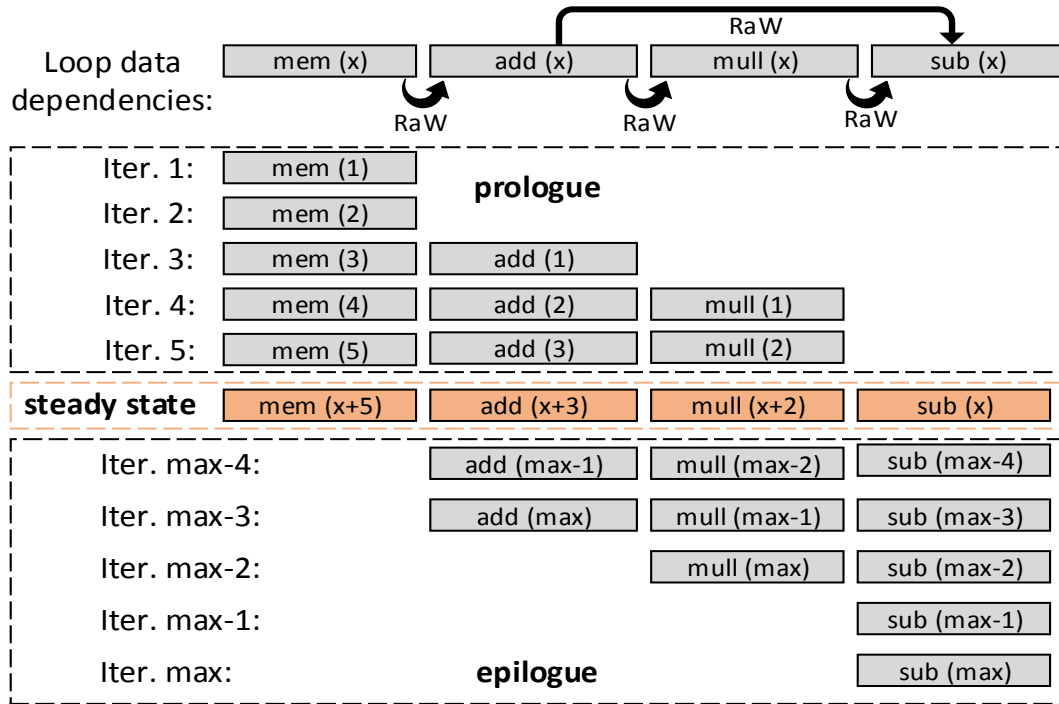 RaW
Loop data dependencies:
mem (x) add (x) mull (x) sub (x)
RaW RaW RaW
Iter. 1: mem (1)
prologue
Iter. 2: mem (2)
Iter. 3: mem (3) add (1)
Iter. 4: mem (4) add (2) mull (1)
Iter. 5: mem (5) add (3) mull (2)
steady state mem (x+5) add (x+3) mull (x+2) sub (x)
Iter. max-4: add (max-1) mull (max-2) sub (max-4)
Iter. max-3: add (max) mull (max-1) sub (max-3)
Iter. max-2: mull (max) sub (max-2)
Iter. max-1: sub (max-1)
Iter. max: epilogue sub (max)